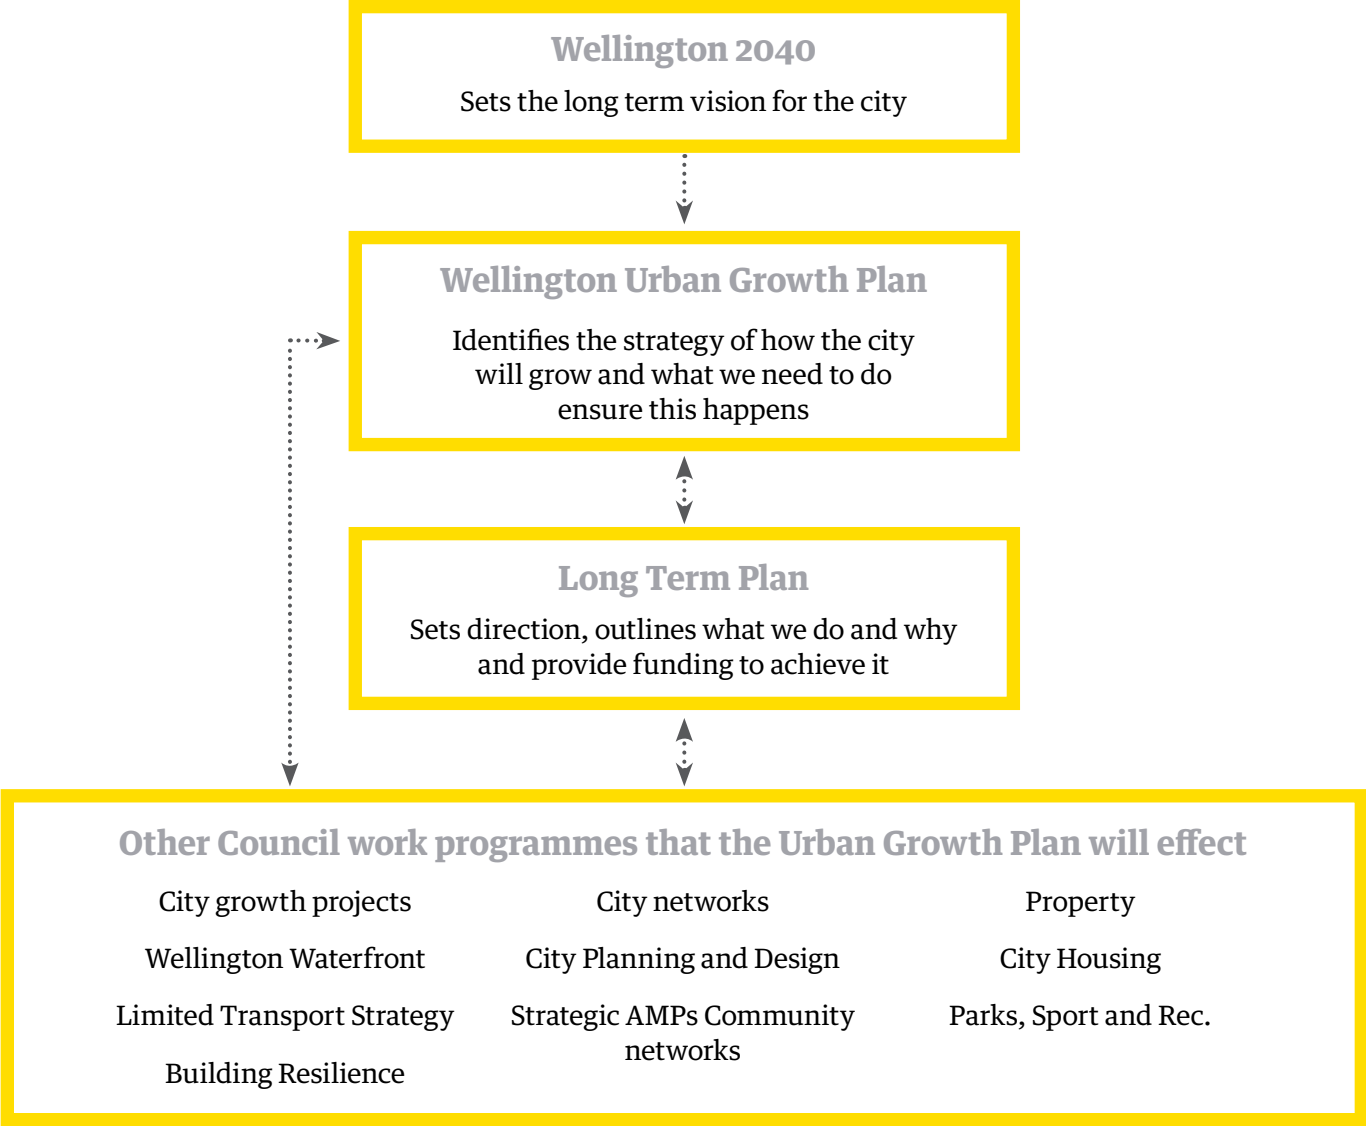 Wellington 2040
Sets the long term vision for the city
Wellington Urban Growth Plan
Identifies the strategy of how the city
will grow and what we need to do
ensure this happens
Long Term Plan
Sets direction, outlines what we do and why
and provide funding to achieve it
Other Council work programmes that the Urban Growth Plan will effect
City growth projects
Wellington Waterfront
Limited Transport Strategy
Building Resilience
City networks
City Planning and Design
Strategic AMPs Community
networks
Property
City Housing
Parks, Sport and Rec.